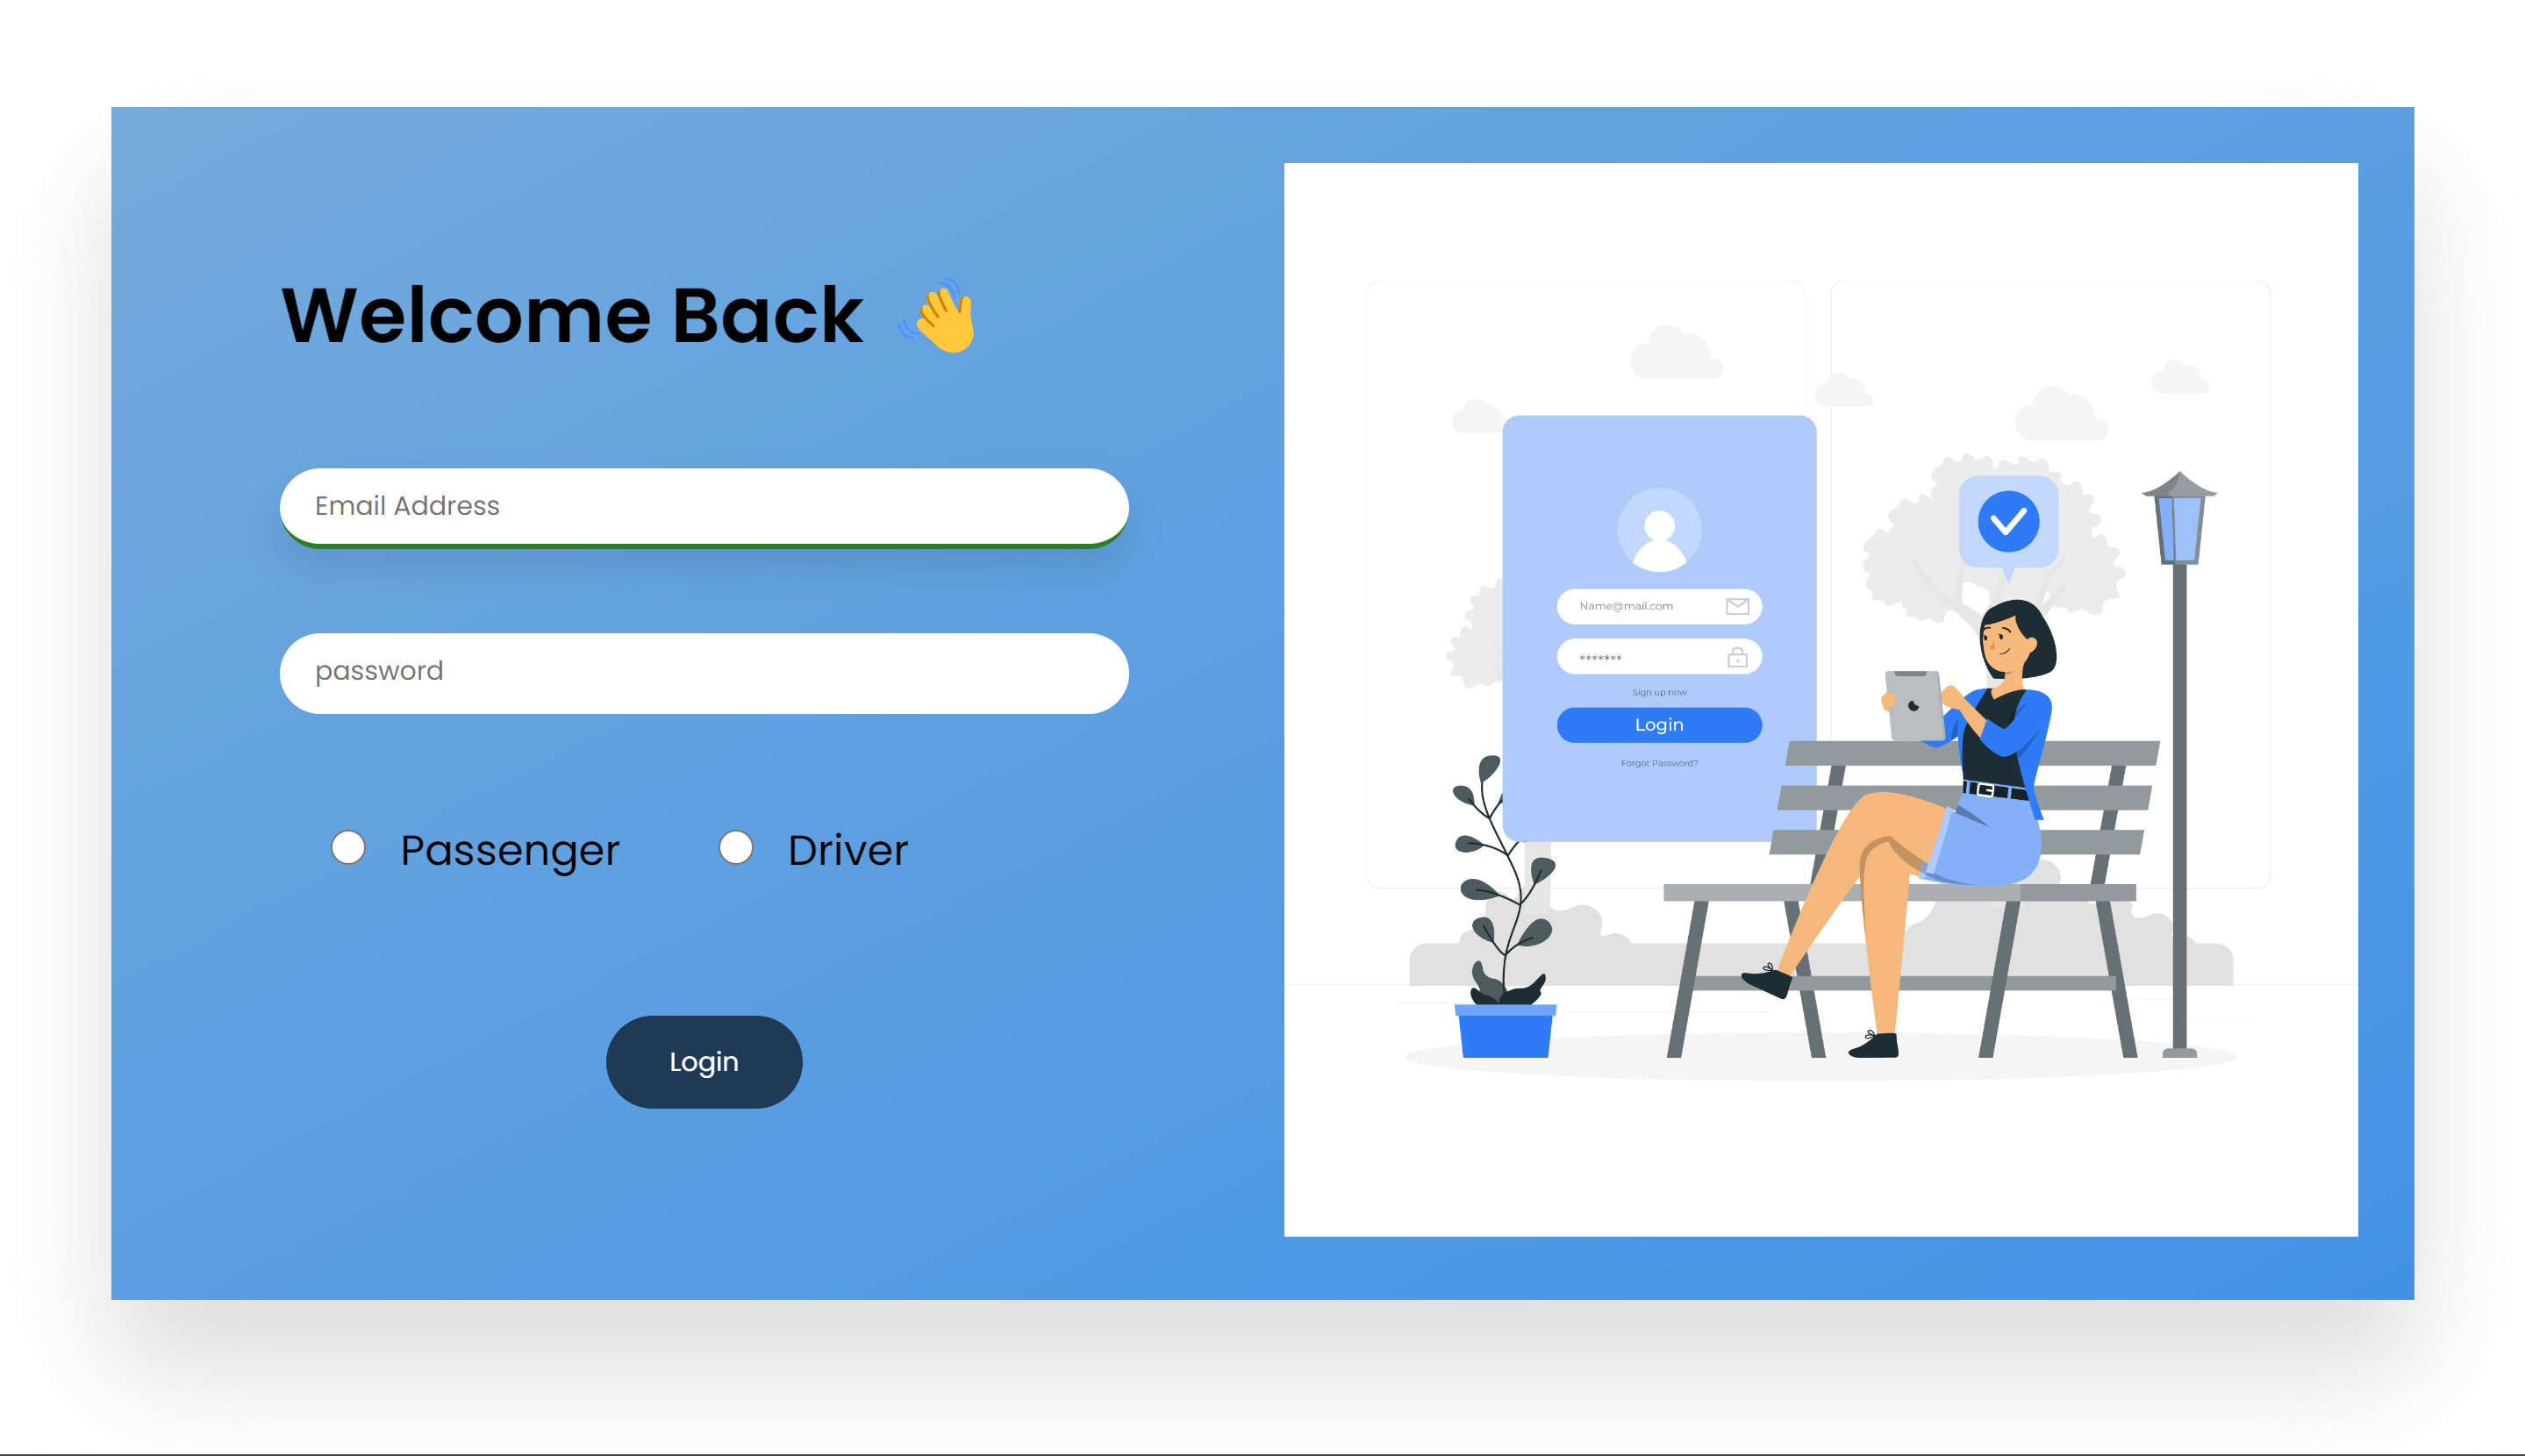 Welcome Back 👋
Email Address
password
Passenger
Driver
Login
Name@mail.com
*******
Sign up now
Login
Forgot Password?